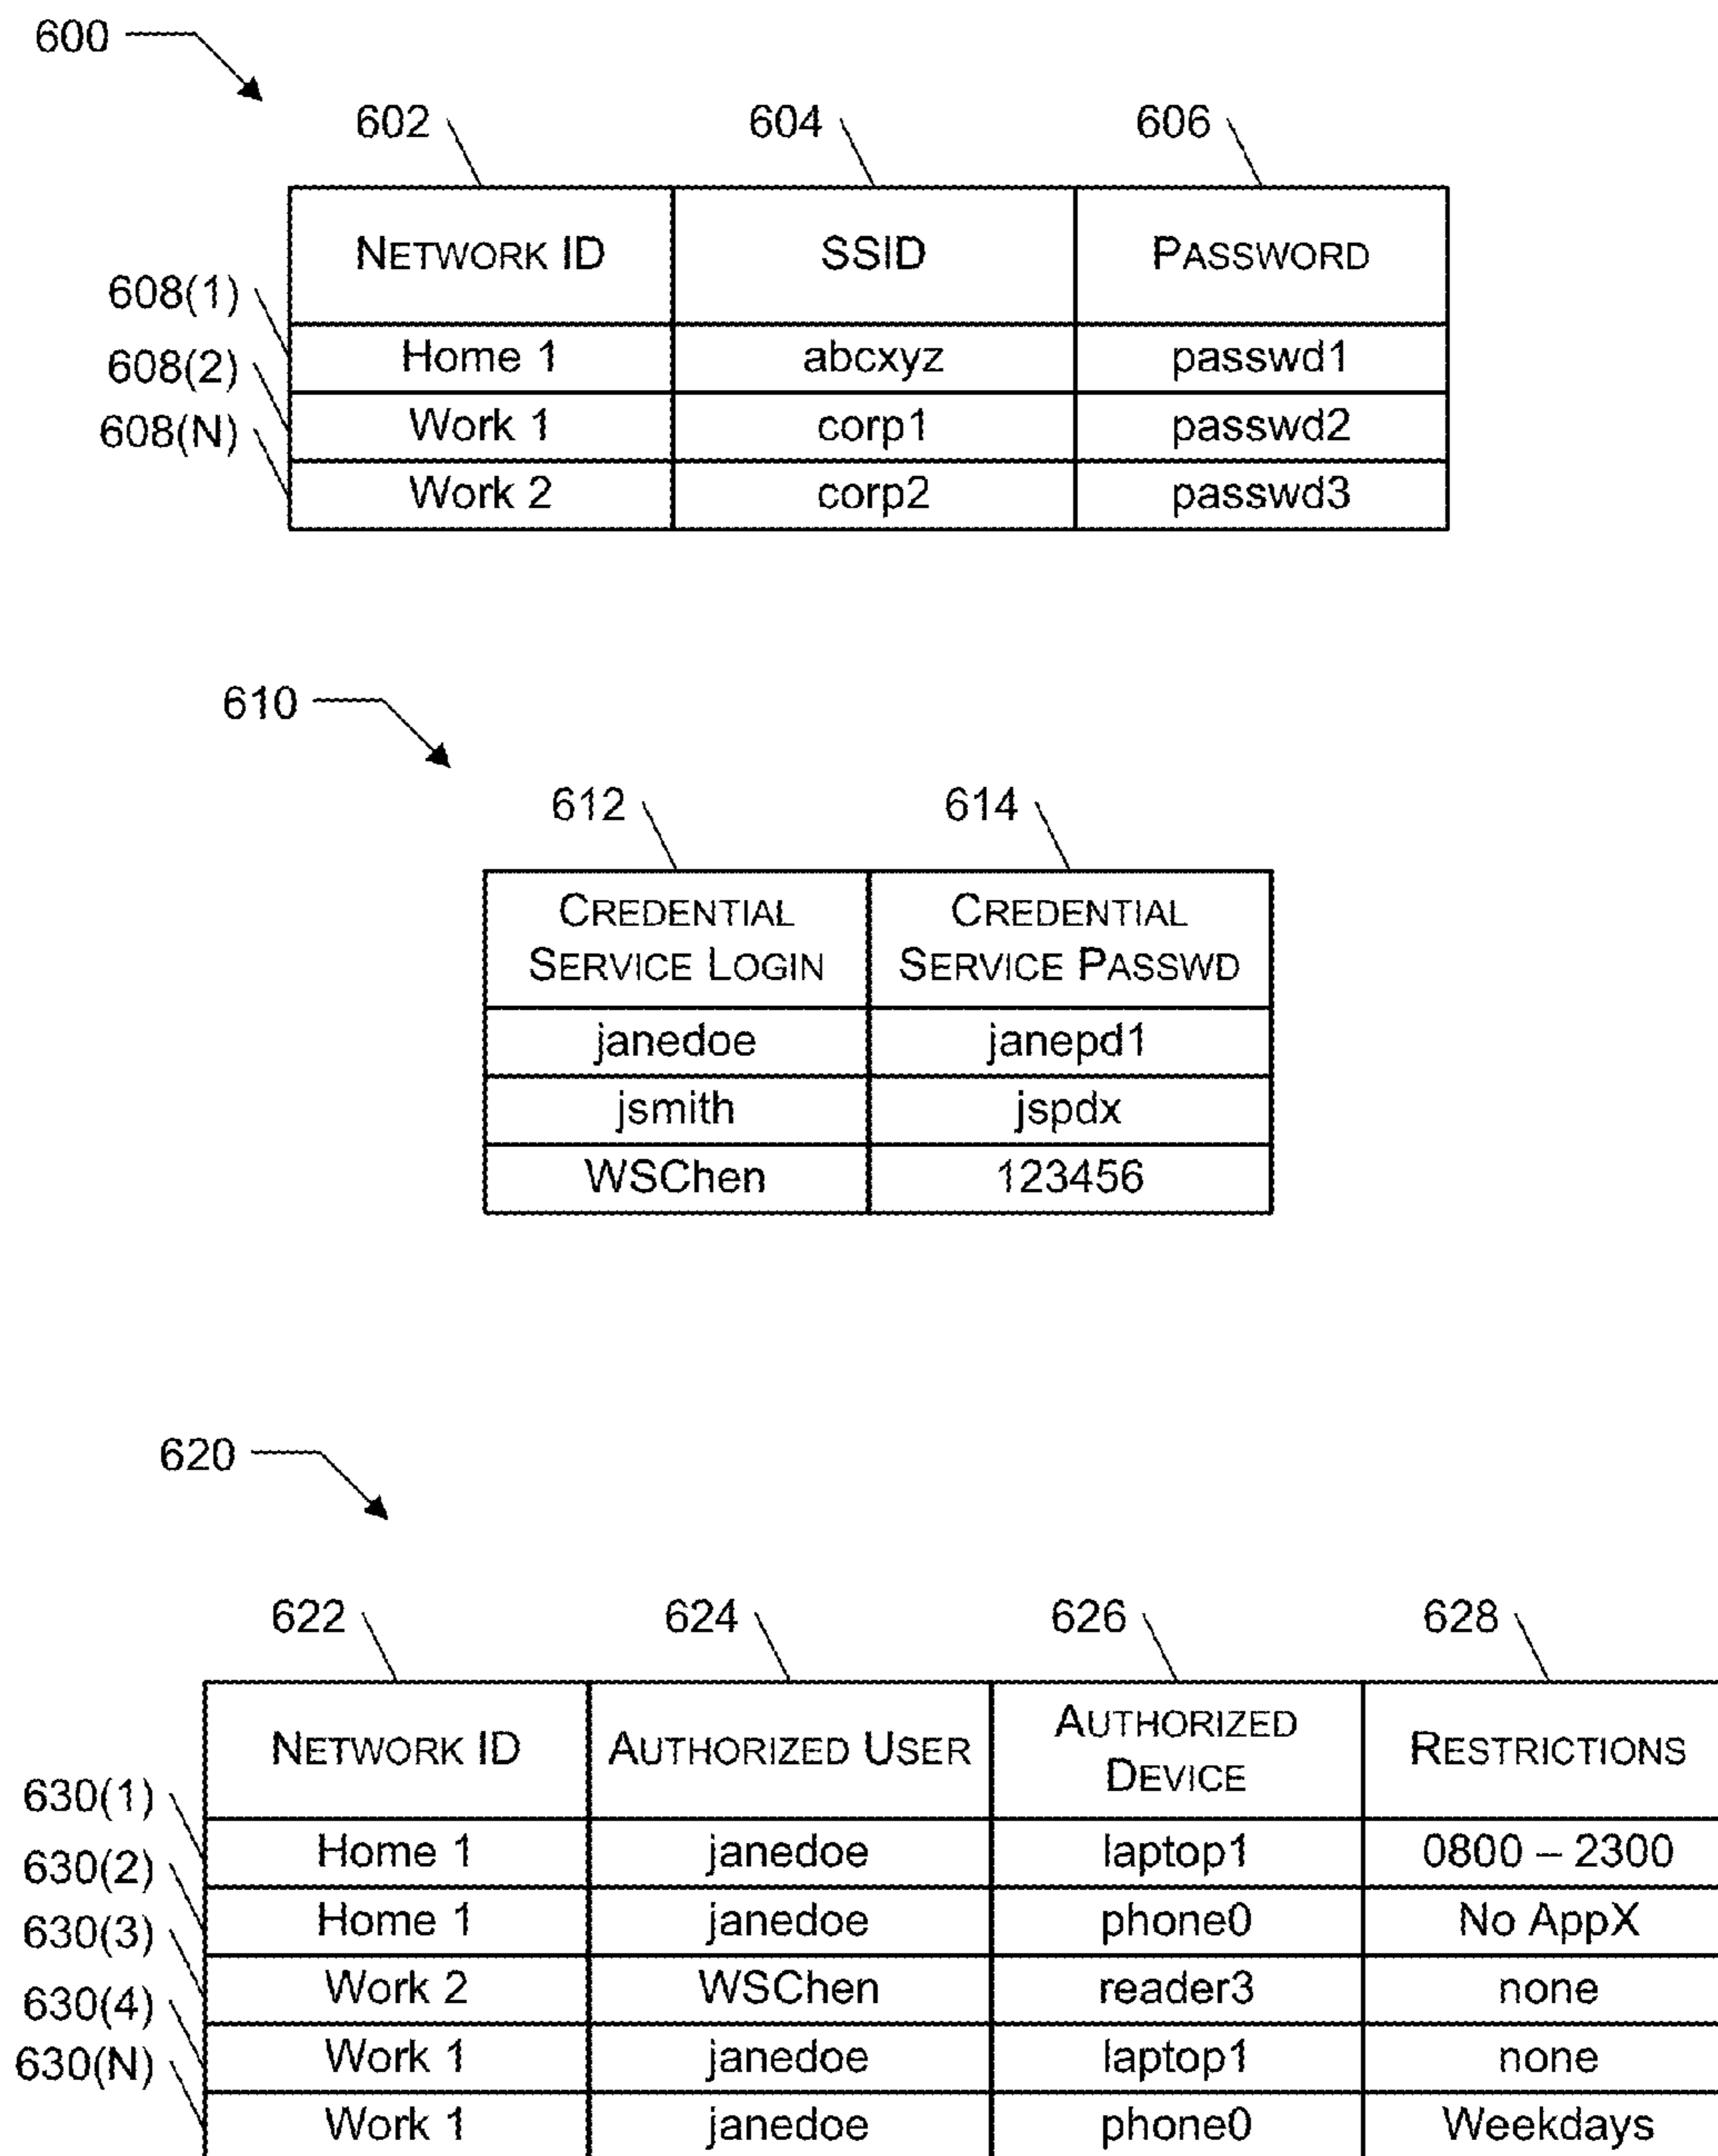 600
602 604 606
NETWORK ID SSID PASSWORD
608(1)
Home 1 abcxyz passwd1
608(2)
Work 1 corp1 passwd2
608(N)
Work 2 corp2 passwd3
610
612 614
CREDENTIAL SERVICE LOGIN CREDENTIAL SERVICE PASSWD
janedoe janepd1
jsmith jspdx
WSChen 123456
620
622 624 626 628
NETWORK ID AUTHORIZED USER AUTHORIZED DEVICE RESTRICTIONS
630(1)
Home 1 janedoe laptop1 0800 – 2300
630(2)
Home 1 janedoe phone0 No AppX
630(3)
Work 2 WSChen reader3 none
630(4)
Work 1 janedoe laptop1 none
630(N)
Work 1 janedoe phone0 Weekdays